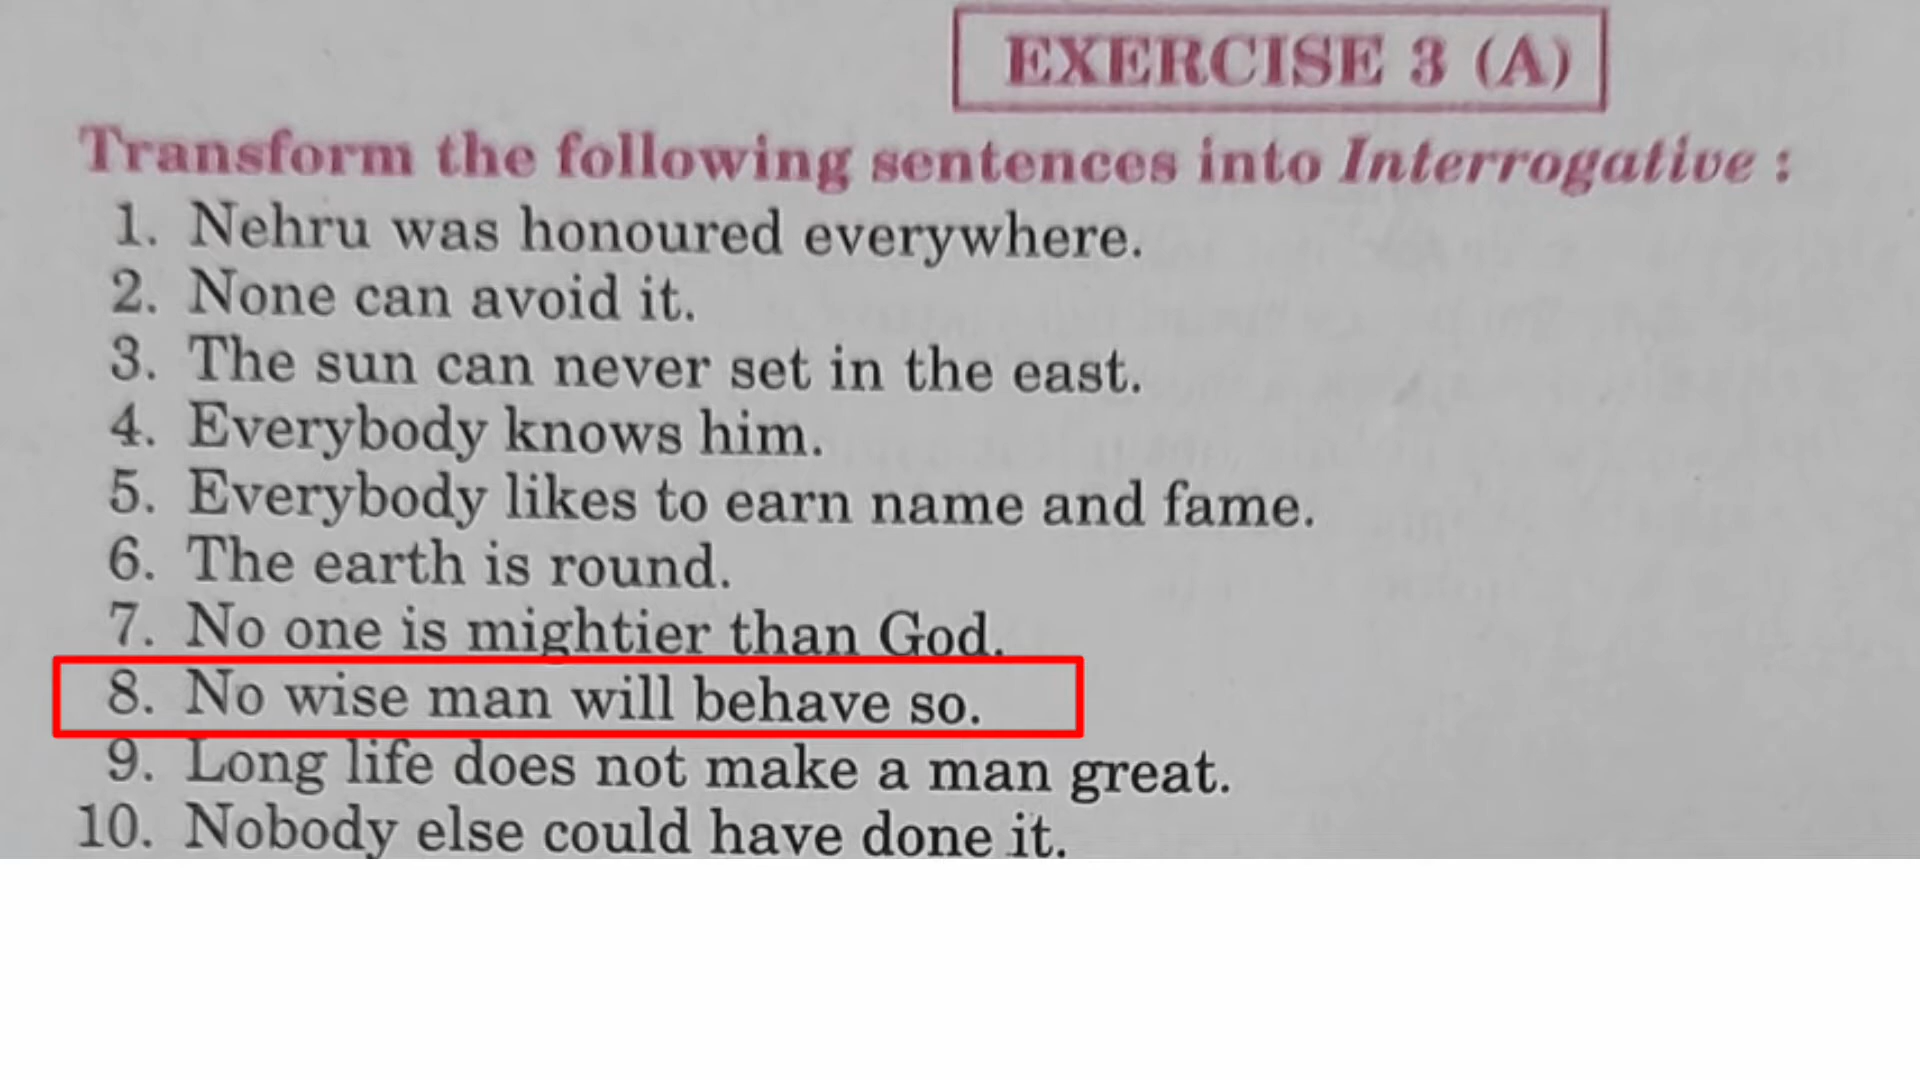 EXERCISE 3 (A)
Transform the following sentences into Interrogative :
1. Nehru was honoured everywhere.
2. None can avoid it.
3. The sun can never set in the east.
4. Everybody knows him.
5. Everybody likes to earn name and fame.
6. The earth is round.
7. No one is mightier than God.
8. No wise man will behave so.
9. Long life does not make a man great.
10. Nobody else could have done it.